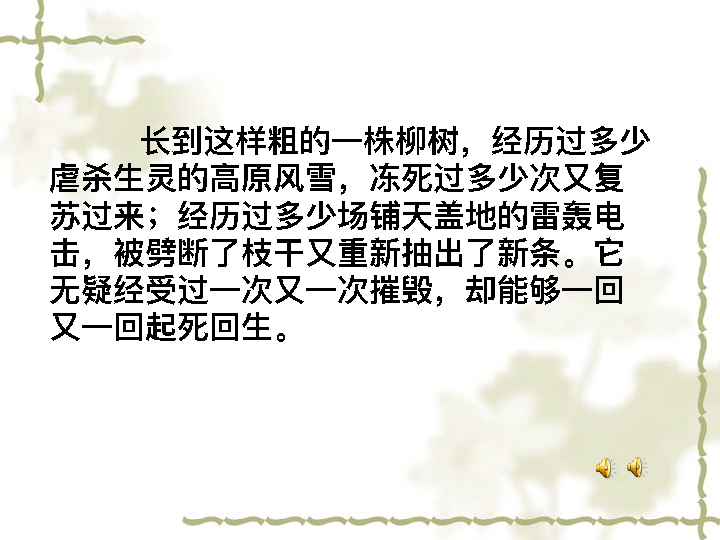 长到这样粗的一株柳树，经历过多少
虐杀生灵的高原风雪，冻死过多少次又复
苏过来；经历过多少场铺天盖地的雷轰电
击，被劈断了枝干又重新抽出了新条。它
无疑经受过一次又一次摧毁，却能够一回
又一回起死回生。